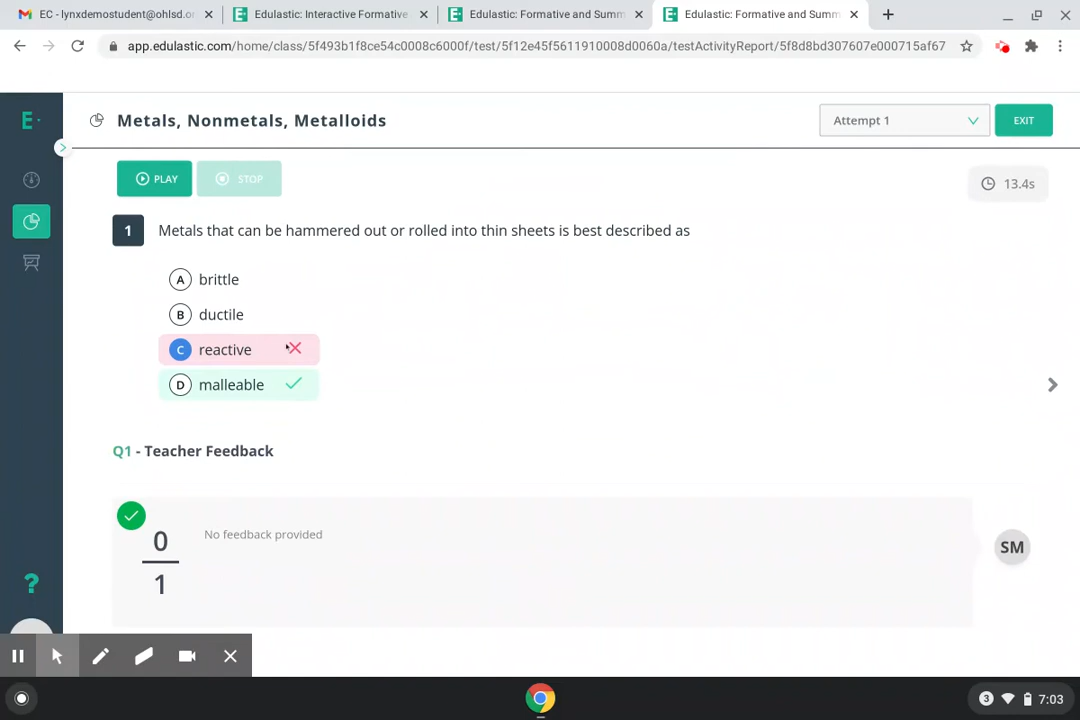 EC - lynxdemostudent@ohlsd.or
Edulastic: Interactive Formative
Edulastic: Formative and Summ
Edulastic: Formative and Summ
app.edulastic.com/home/class/5f493b1f8ce54c0008c6000f/test/5f12e45f5611910008d0060a/testActivityReport/5f8d8bd307607e000715af67
E
Metals, Nonmetals, Metalloids
Attempt 1
EXIT
PLAY
STOP
13.4s
1
Metals that can be hammered out or rolled into thin sheets is best described as
A brittle
B ductile
C reactive
D malleable
Q1 - Teacher Feedback
0
1
No feedback provided
SM
?
3
7:03